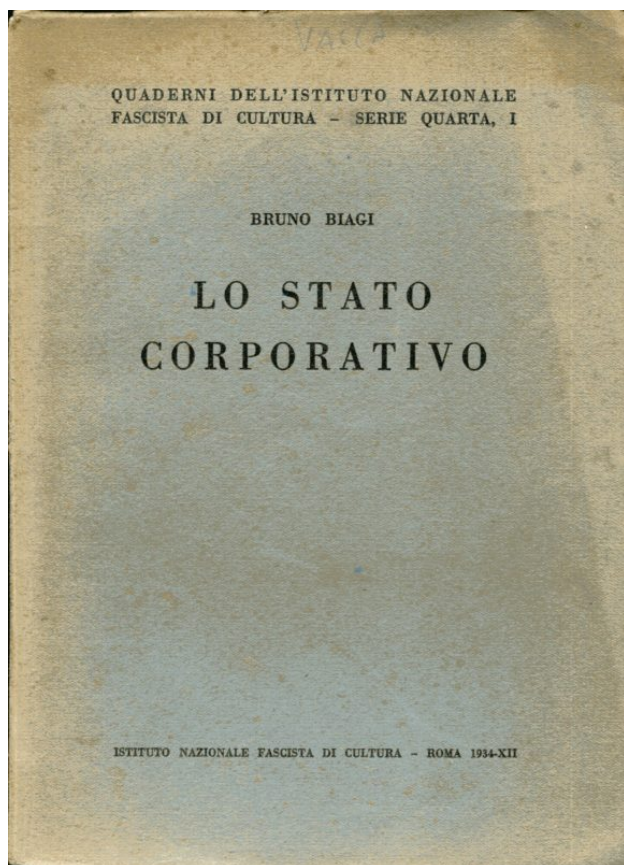 VACCA
QUADERNI DELL'ISTITUTO NAZIONALE
FASCISTA DI CULTURA – SERIE QUARTA, I
BRUNO BIAGI
LO STATO
CORPORATIVO
ISTITUTO NAZIONALE FASCISTA DI CULTURA – ROMA 1934-XII